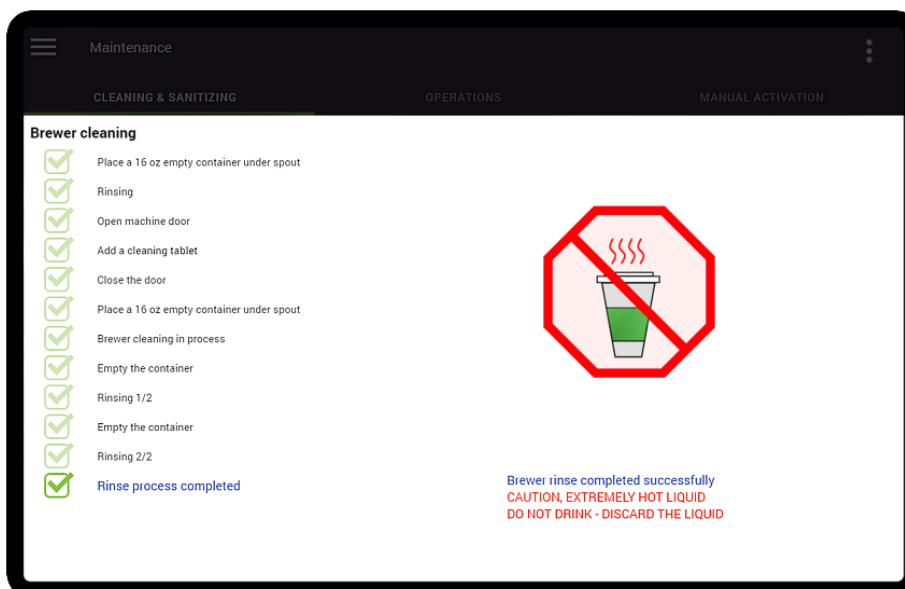 Maintenance
CLEANING & SANITIZING
OPERATIONS
MANUAL ACTIVATION
Brewer cleaning
Place a 16 oz empty container under spout
Rinsing
Open machine door
Add a cleaning tablet
Close the door
Place a 16 oz empty container under spout
Brewer cleaning in process
Empty the container
Rinsing 1/2
Empty the container
Rinsing 2/2
Rinse process completed
Brewer rinse completed successfully
CAUTION, EXTREMELY HOT LIQUID
DO NOT DRINK - DISCARD THE LIQUID